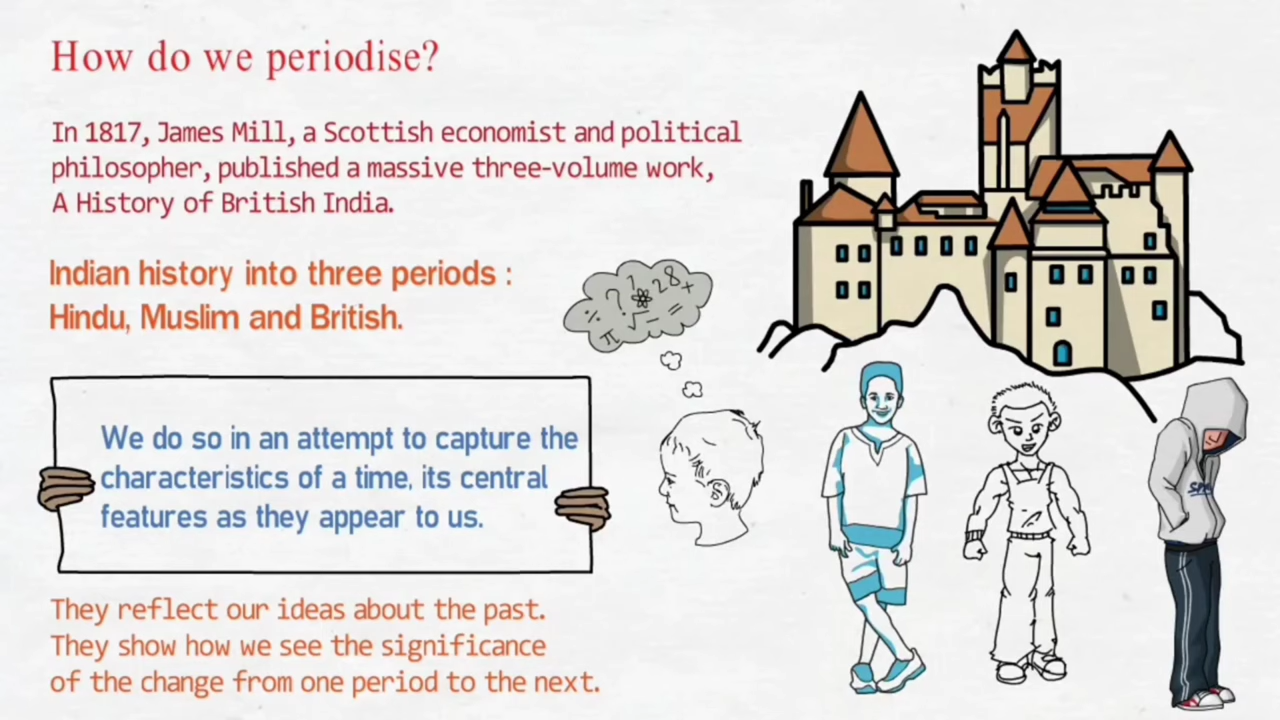 How do we periodise?
In 1817, James Mill, a Scottish economist and political
philosopher, published a massive three-volume work,
A History of British India.
Indian history into three periods :
Hindu, Muslim and British.
We do so in an attempt to capture the
characteristics of a time, its central
features as they appear to us.
They reflect our ideas about the past.
They show how we see the significance
of the change from one period to the next.